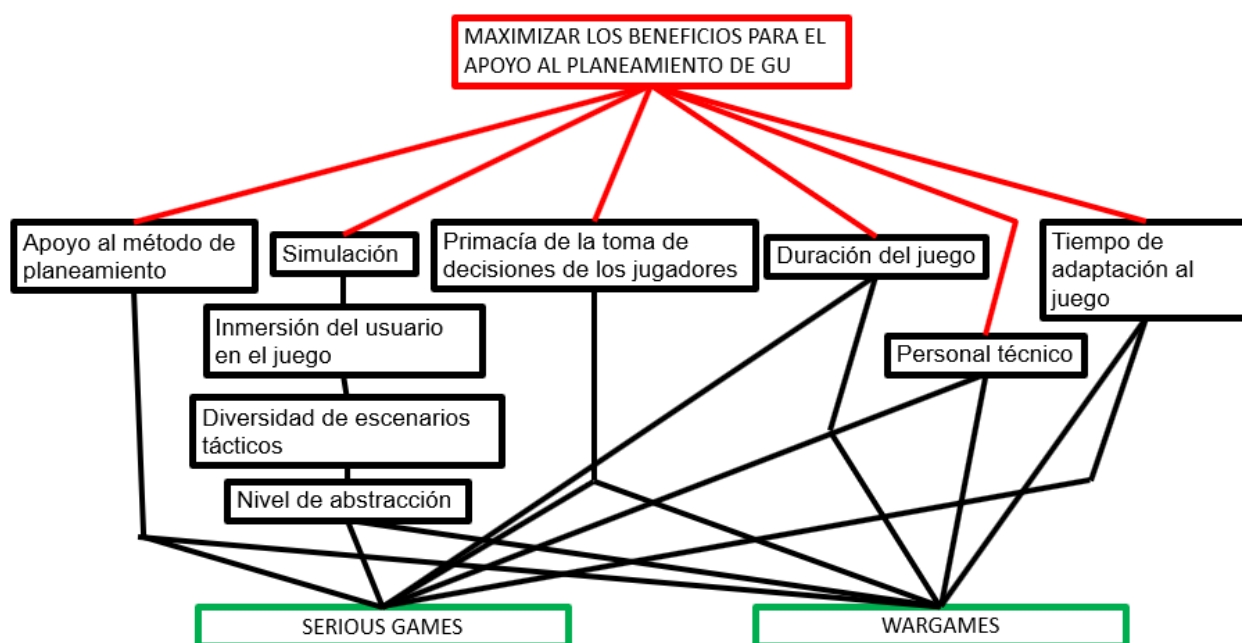 MAXIMIZAR LOS BENEFICIOS PARA EL
APOYO AL PLANEAMIENTO DE GU
Apoyo al método de
planeamiento
Simulación
Primacía de la toma de
decisiones de los jugadores
Duración del juego
Tiempo de
adaptación al
juego
Inmersión del usuario
en el juego
Personal técnico
Diversidad de escenarios
tácticos
Nivel de abstracción
SERIOUS GAMES
WARGAMES